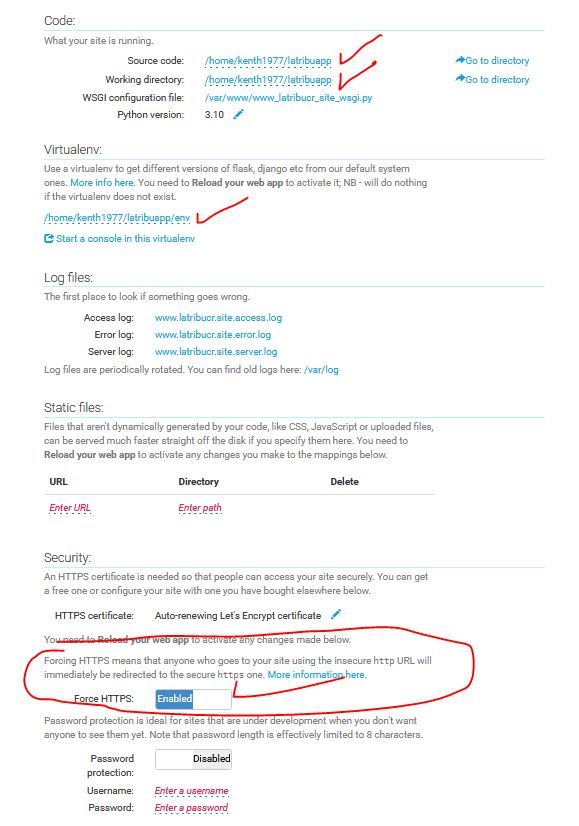 Code:
What your site is running.
Source code: /home/kenth1977/latribuapp Go to directory
Working directory: /home/kenth1977/latribuapp Go to directory
WSGI configuration file: /var/www/www_latribucr_site_wsgi.py
Python version: 3.10
Virtualenv:
Use a virtualenv to get different versions of flask, django etc from our default system
ones. More info here. You need to Reload your web app to activate it; NB - will do nothing
if the virtualenv does not exist.
/home/kenth1977/latribuapp/env
Start a console in this virtualenv
Log files:
The first place to look if something goes wrong.
Access log: www.latribucr.site.access.log
Error log: www.latribucr.site.error.log
Server log: www.latribucr.site.server.log
Log files are periodically rotated. You can find old logs here: /var/log
Static files:
Files that aren't dynamically generated by your code, like CSS, JavaScript or uploaded files,
can be served much faster straight off the disk if you specify them here. You need to
Reload your web app to activate any changes you make to the mappings below.
URL Directory Delete
Enter URL Enter path
Security:
An HTTPS certificate is needed so that people can access your site securely. You can get
a free one or configure your site with one you have bought elsewhere below.
HTTPS certificate: Auto-renewing Let's Encrypt certificate
You need to Reload your web app to activate any changes made below.
Forcing HTTPS means that anyone who goes to your site using the insecure http URL will
immediately be redirected to the secure https one. More information here.
Force HTTPS: Enabled
Password protection is ideal for sites that are under development when you don't want
anyone to see them yet. Note that password length is effectively limited to 8 characters.
Password
protection: Disabled
Username: Enter a username
Password: Enter a password